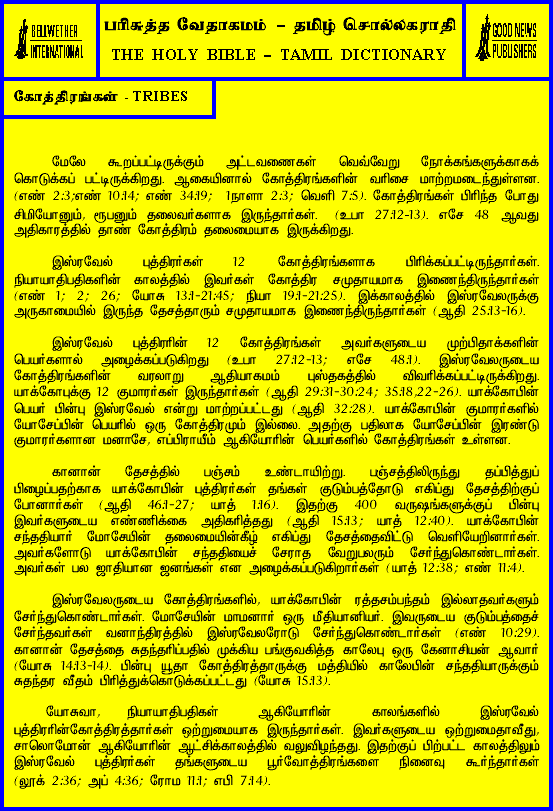 BELLWETHER
INTERNATIONAL
பரிசுத்த வேதாகமம் – தமிழ் சொல்லகராதி
THE HOLY BIBLE – TAMIL DICTIONARY
GOOD NEWS
PUBLISHERS
கோத்திரங்கள் - TRIBES
மேலே கூறப்பட்டிருக்கும் அட்டவணைகள் வெவ்வேறு நோக்கங்களுக்காகக்
கொடுக்கப் பட்டிருக்கிறது. ஆகையினால் கோத்திரங்களின் வரிசை மாற்றமடைந்துள்ளன.
(எண் 2:3;எண் 10:14; எண் 34:19; 1நாளா 2:3; வெளி 7:5). கோத்திரங்கள் பிரிந்த போது
சிமியோனும், ரூபனும் தலைவர்களாக இருந்தார்கள். (உபா 27:12-13). எசே 48 ஆவது
அதிகாரத்தில் தாண் கோத்திரம் தலைமையாக இருக்கிறது.
இஸ்ரவேல் புத்திரர்கள் 12 கோத்திரங்களாக பிரிக்கப்பட்டிருந்தார்கள்.
நியாயாதிபதிகளின் காலத்தில் இவர்கள் கோத்திர சமுதாயமாக இணைந்திருந்தார்கள்
(எண் 1; 2; 26; யோசு 13:1-21:45; நியா 19:1-21:25). இக்காலத்தில் இஸ்ரவேலருக்கு
அருகாமையில் இருந்த தேசத்தாரும் சமுதாயமாக இணைந்திருந்தார்கள் (ஆதி 25:13-16).
இஸ்ரவேல் புத்திரரின் 12 கோத்திரங்கள் அவர்களுடைய முற்பிதாக்களின்
பெயர்களால் அழைக்கப்படுகிறது (உபா 27:12-13; எசே 48:1). இஸ்ரவேலருடைய
கோத்திரங்களின் வரலாறு ஆதியாகமம் புஸ்தகத்தில் விவரிக்கப்பட்டிருக்கிறது.
யாக்கோபுக்கு 12 குமாரர்கள் இருந்தார்கள் (ஆதி 29:31-30:24; 35:18,22-26). யாக்கோபின்
பெயர் பின்பு இஸ்ரவேல் என்று மாற்றப்பட்டது (ஆதி 32:28). யாக்கோபின் குமாரர்களில்
யோசேப்பின் பெயரில் ஒரு கோத்திரமும் இல்லை. அதற்கு பதிலாக யோசேப்பின் இரண்டு
குமாரர்களான மனாசே, எப்பிராயீம் ஆகியோரின் பெயர்களில் கோத்திரங்கள் உள்ளன.
கானான் தேசத்தில் பஞ்சம் உண்டாயிற்று. பஞ்சத்திலிருந்து தப்பித்துப்
பிழைப்பதற்காக யாக்கோபின் புத்திரர்கள் தங்கள் குடும்பத்தோடு எகிப்து தேசத்திற்குப்
போனார்கள் (ஆதி 46:1-27; யாத் 1:16). இதற்கு 400 வருஷங்களுக்குப் பின்பு
இவர்களுடைய எண்ணிக்கை அதிகரித்தது (ஆதி 15:13; யாத் 12:40). யாக்கோபின்
சந்ததியார் மோசேயின் தலைமையின்கீழ் எகிப்து தேசத்தைவிட்டு வெளியேறினார்கள்.
அவர்களோடு யாக்கோபின் சந்ததியைச் சேராத வேறுபலரும் சேர்ந்துகொண்டார்கள்.
அவர்கள் பல ஜாதியான ஜனங்கள் என அழைக்கப்படுகிறார்கள் (யாத் 12:38; எண் 11:4).
இஸ்ரவேலருடைய கோத்திரங்களில், யாக்கோபின் ரத்தசம்பந்தம் இல்லாதவர்களும்
சேர்ந்துகொண்டார்கள். மோசேயின் மாமனார் ஒரு மீதியானியர். இவருடைய குடும்பத்தைச்
சேர்ந்தவர்கள் வனாந்திரத்தில் இஸ்ரவேலரோடு சேர்ந்துகொண்டார்கள் (எண் 10:29).
கானான் தேசத்தை சுதந்தரிப்பதில் முக்கிய பங்குவகித்த காலேபு ஒரு கேனாசியன் ஆவார்
(யோசு 14:13-14). பின்பு யூதா கோத்திரத்தாருக்கு மத்தியில் காலேபின் சந்ததியாருக்கும்
சுதந்தர வீதம் பிரித்துக்கொடுக்கப்பட்டது (யோசு 15:13).
யோசுவா, நியாயாதிபதிகள் ஆகியோரின் காலங்களில் இஸ்ரவேல்
புத்திரரின்கோத்திரத்தார்கள் ஒற்றுமையாக இருந்தார்கள். இவர்களுடைய ஒற்றுமைதாவீது,
சாலொமோன் ஆகியோரின் ஆட்சிக்காலத்தில் வலுவிழந்தது. இதற்குப் பிற்பட்ட காலத்திலும்
இஸ்ரவேல் புத்திரர்கள் தங்களுடைய பூர்வோத்திரங்களை நினைவு கூர்ந்தார்கள்
(லூக் 2:36; அப் 4:36; ரோம 11:1; எபி 7:14).